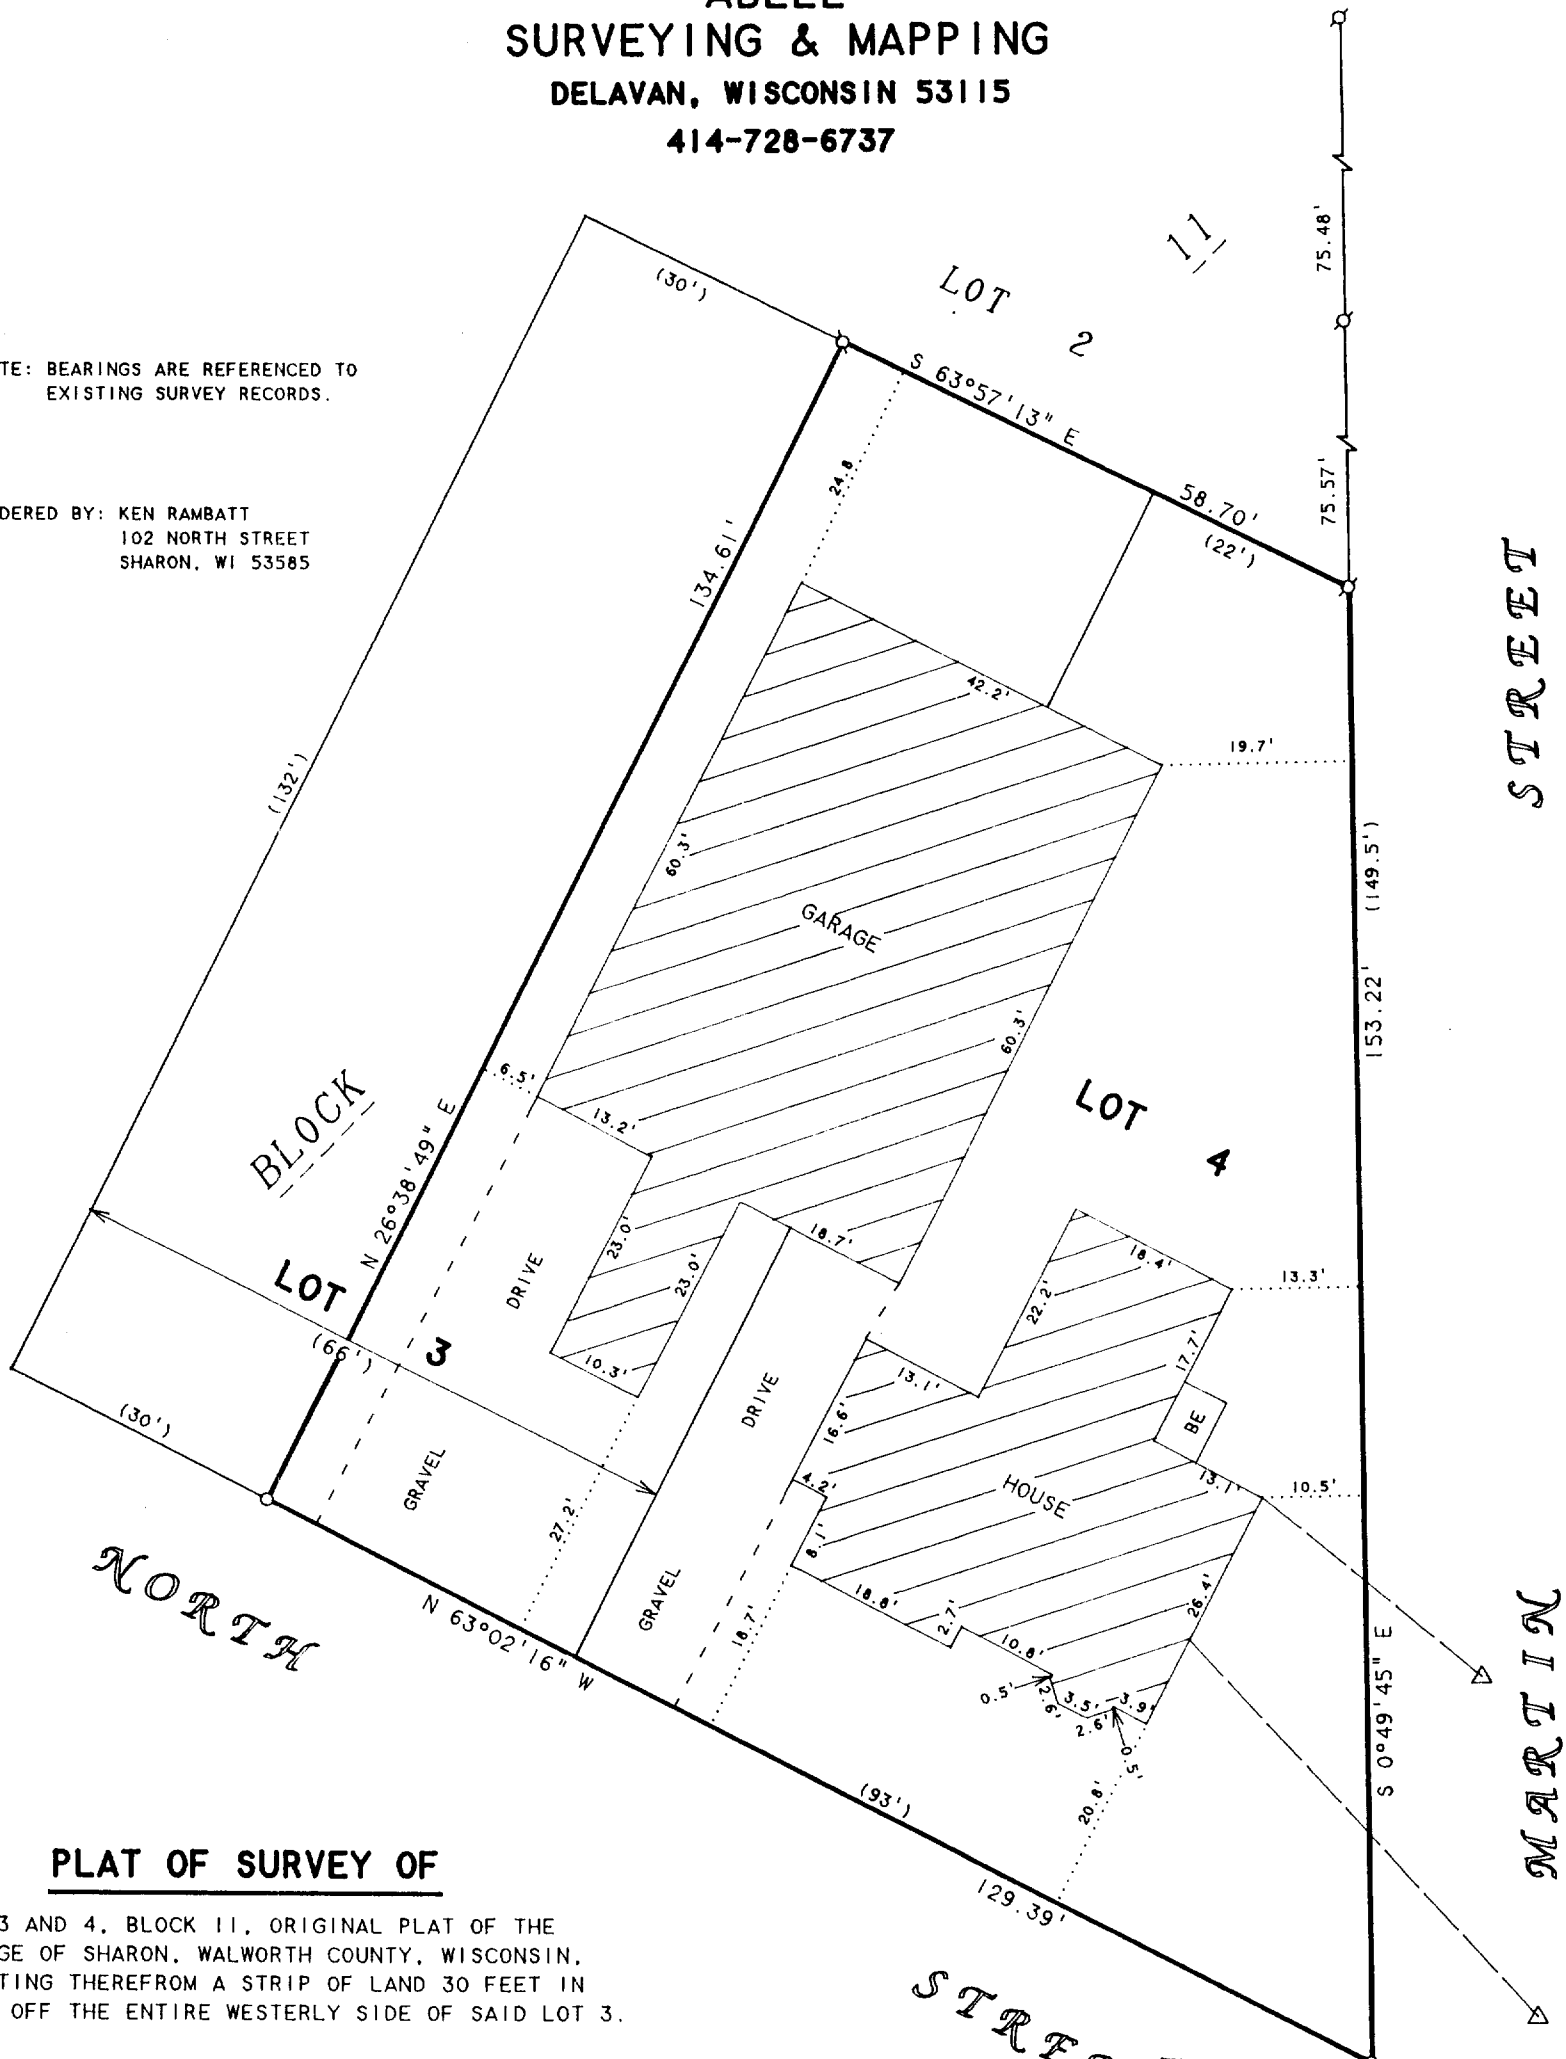 SURVEYING & MAPPING
DELAVAN, WISCONSIN 53115
414-728-6737
75.48'
11
LOT 2
(30')
BEARINGS ARE REFERENCED TO
EXISTING SURVEY RECORDS.
S 63°57'13" E
58.70'
(22')
75.57'
24.8
BY: KEN RAMBATT
102 NORTH STREET
SHARON, WI 53585
134.61'
STREET
42.2'
19.7'
(132')
60.3'
(149.5')
GARAGE
153.22'
60.3'
6.5'
13.2'
LOT 4
BLOCK
N 26°38'49" E
23.0'
18.7'
23.0'
DRIVE
18.4'
13.3'
22.2'
LOT 3
(66')
10.3'
13.1'
17.7'
DRIVE
16.6'
BE
(30')
GRAVEL
4.2'
HOUSE
13.1'
10.5'
27.2'
8.1'
NORTH
N 63°02'16" W
GRAVEL
18.7'
18.8'
2.7'
10.8'
26.4'
0.5'
2.6'
3.5'
3.9'
2.6'
0.5'
S 0°49'45" E
MARTIN
20.8'
(93')
129.39'
PLAT OF SURVEY OF
3 AND 4, BLOCK 11, ORIGINAL PLAT OF THE
OF SHARON, WALWORTH COUNTY, WISCONSIN,
THEREFROM A STRIP OF LAND 30 FEET IN
OFF THE ENTIRE WESTERLY SIDE OF SAID LOT 3.